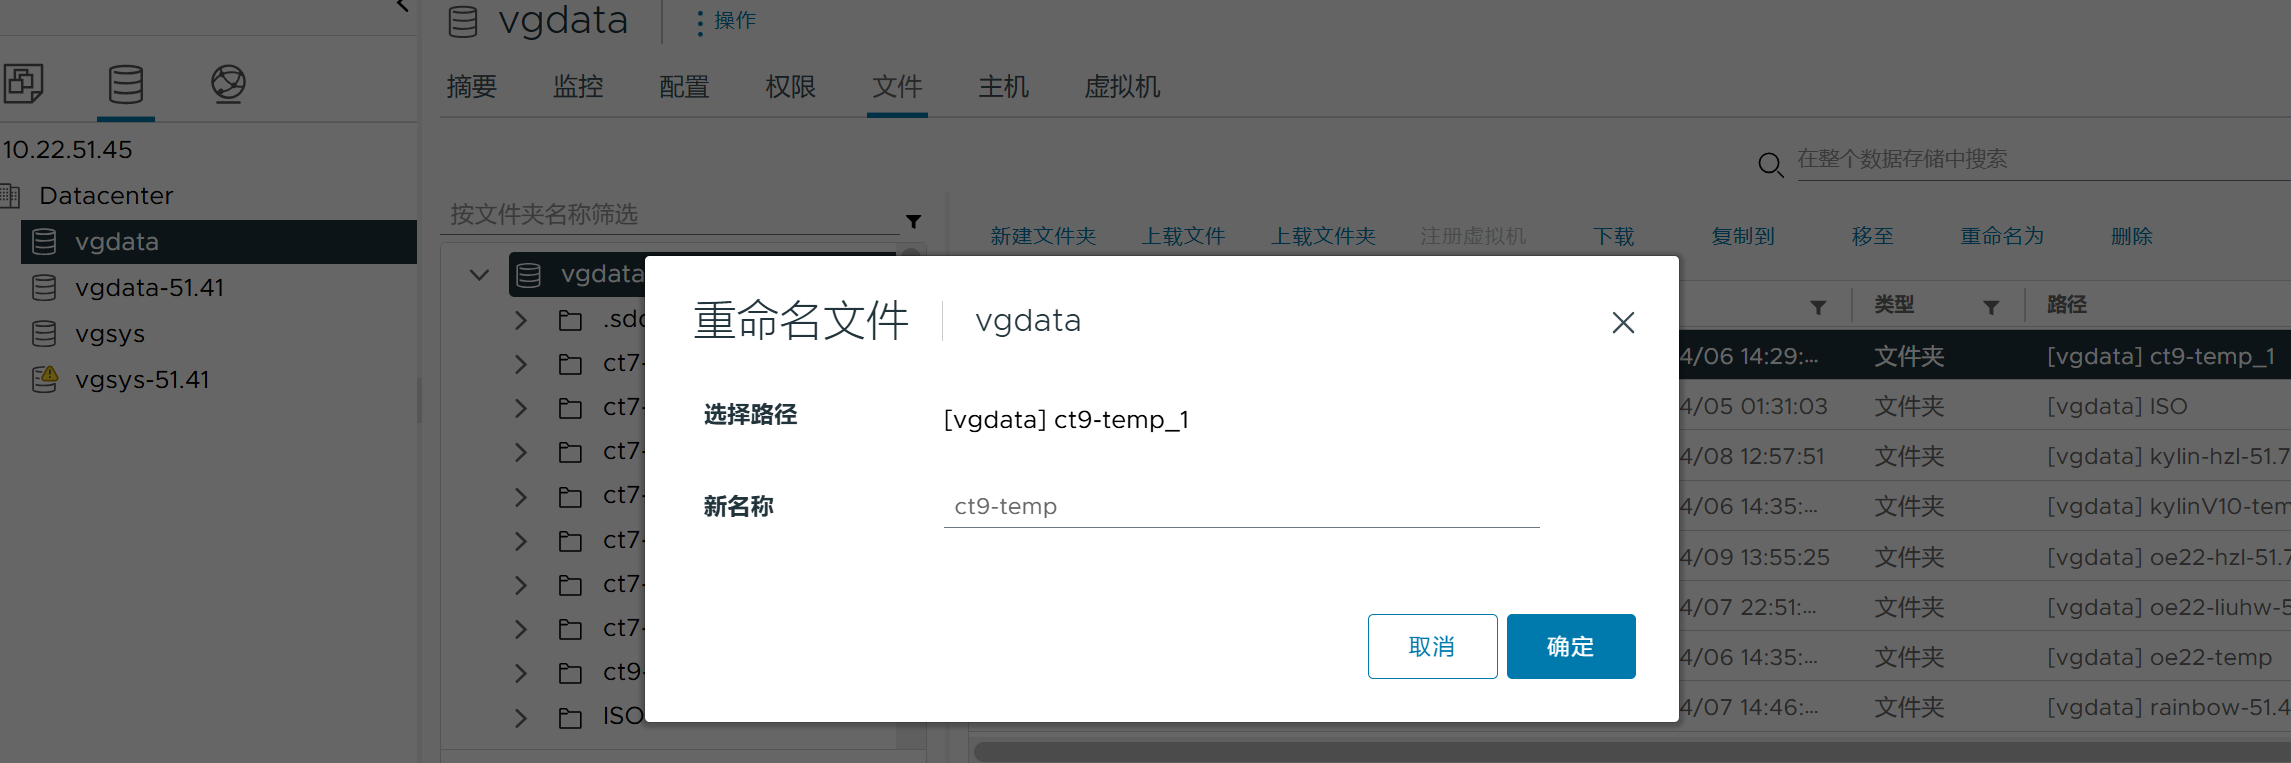 vgdata
操作
摘要 监控 配置 权限 文件 主机 虚拟机
10.22.51.45
Datacenter
vgdata
vgdata-51.41
vgsys
vgsys-51.41
在整个数据存储中搜索
按文件夹名称筛选
新建文件夹 上载文件 上载文件夹 注册虚拟机 下载 复制到 移至 重命名为 删除
vgdata
ct7-
ct7-
ct7-
ct7-
ct7-
ct7-
ct7-
ct9-
ISO
重命名文件 vgdata
选择路径 [vgdata] ct9-temp_1
新名称 ct9-temp
取消 确定
类型 路径
4/06 14:29:... 文件夹 [vgdata] ct9-temp_1
4/05 01:31:03 文件夹 [vgdata] ISO
4/08 12:57:51 文件夹 [vgdata] kylin-hzl-51.7
4/06 14:35:... 文件夹 [vgdata] kylinV10-tem
4/09 13:55:25 文件夹 [vgdata] oe22-hzl-51.7
4/07 22:51:... 文件夹 [vgdata] oe22-liuhw-5
4/06 14:35:... 文件夹 [vgdata] oe22-temp
4/07 14:46:... 文件夹 [vgdata] rainbow-51.4